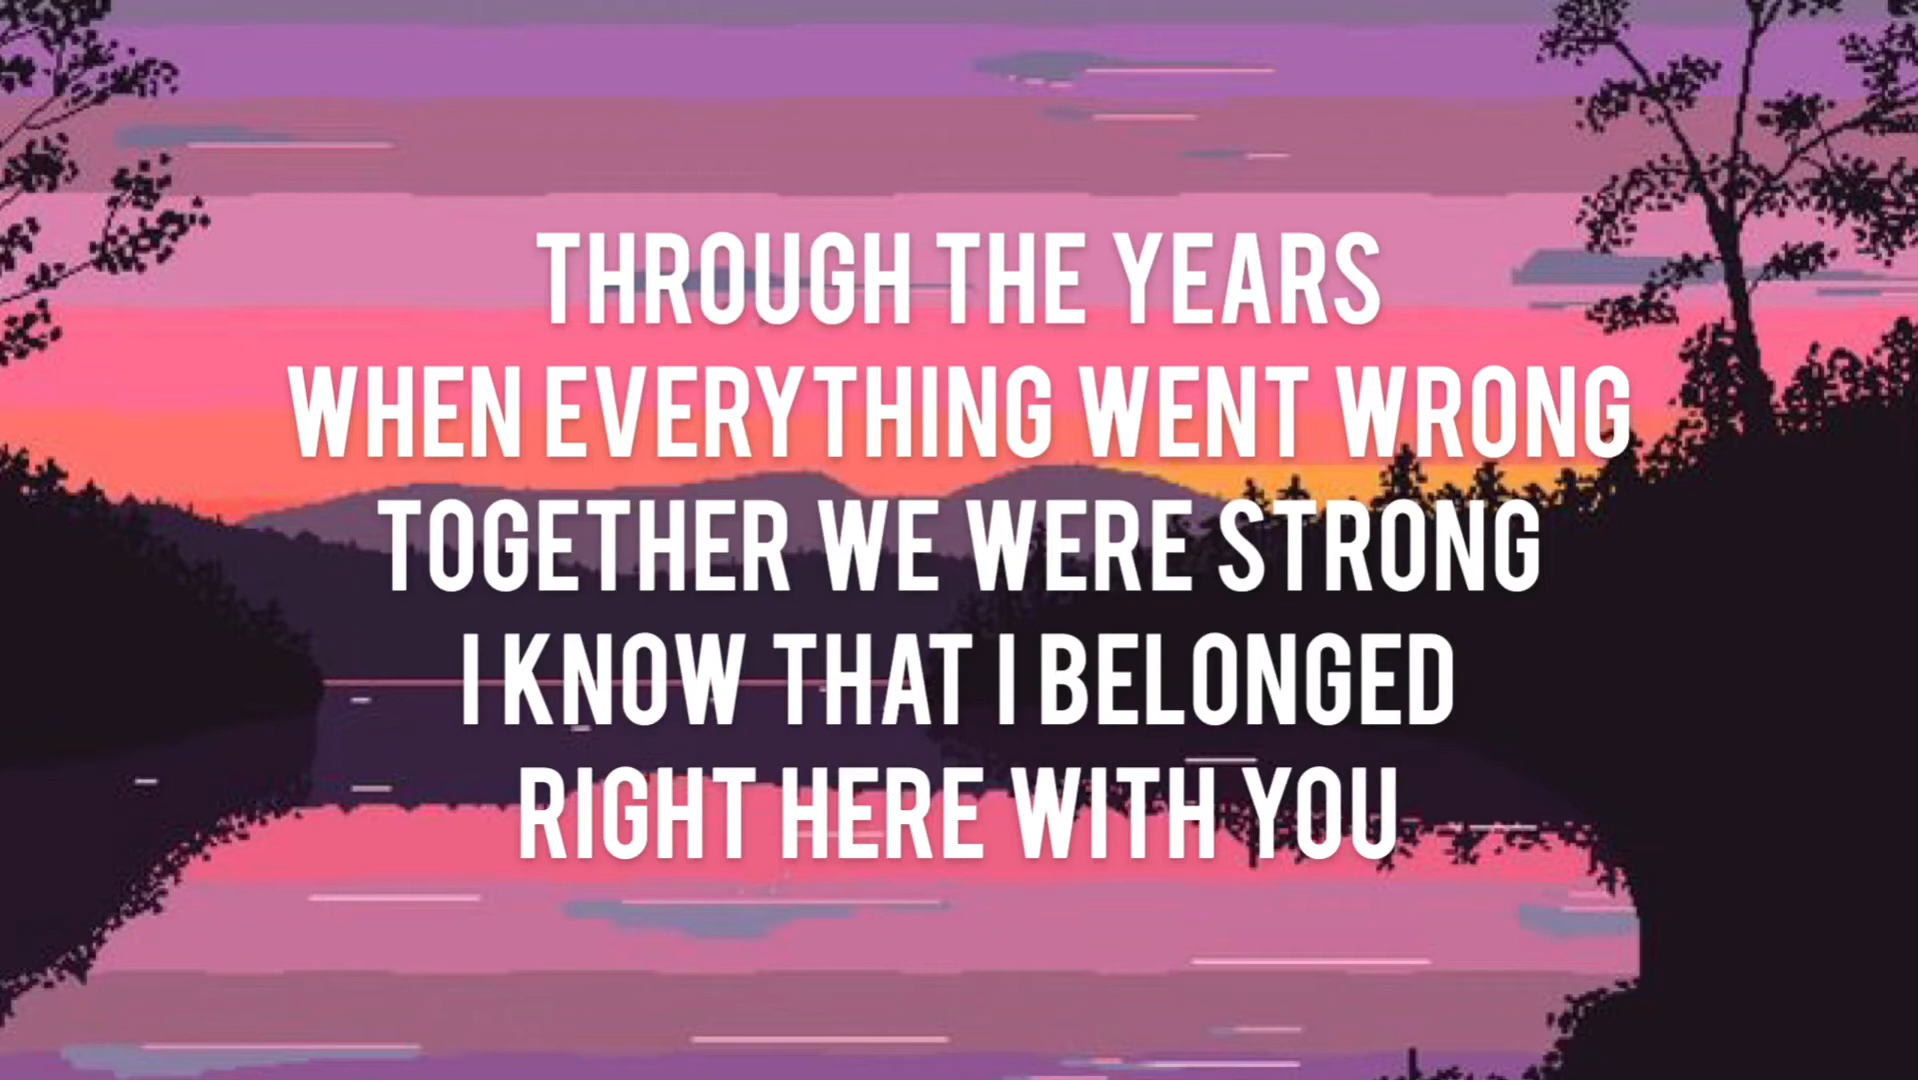 THROUGH THE YEARS
WHEN EVERYTHING WENT WRONG
TOGETHER WE WERE STRONG
I KNOW THAT I BELONGED
RIGHT HERE WITH YOU